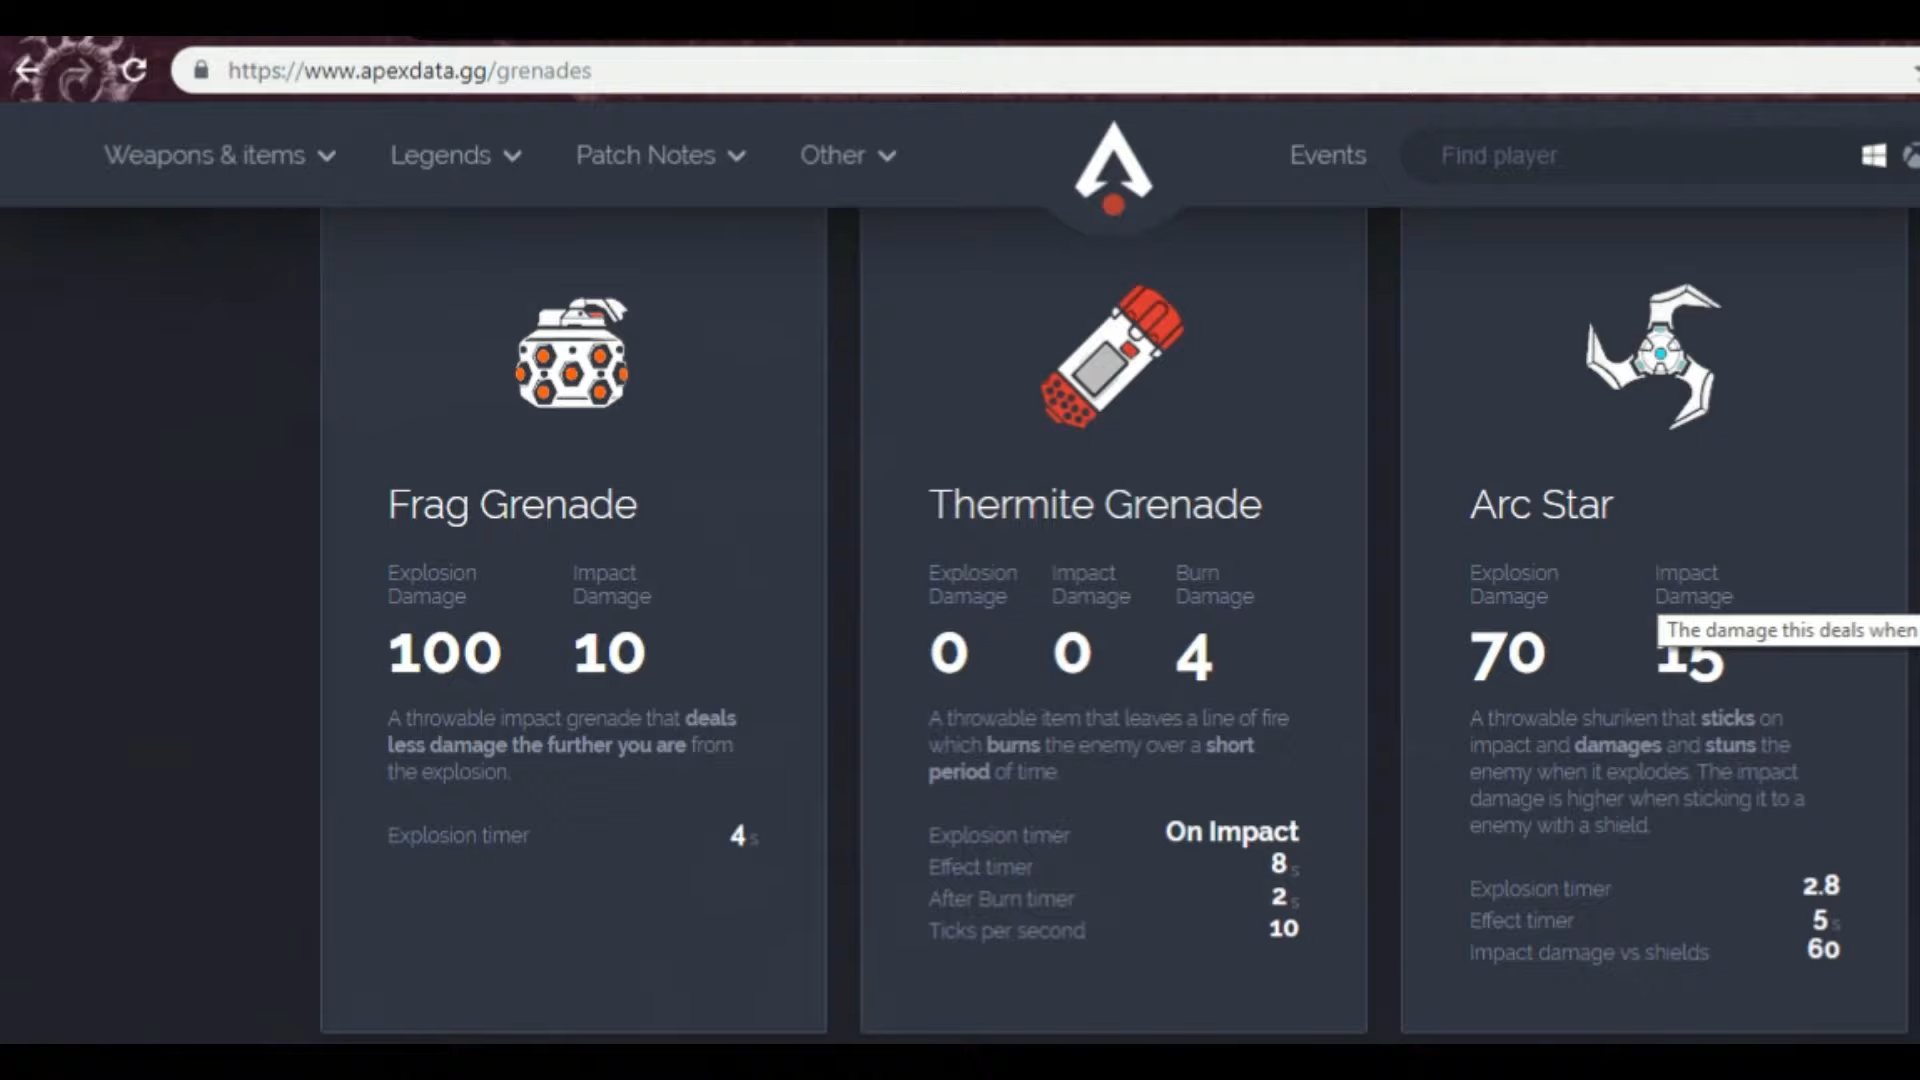 https://www.apexdata.gg/grenades
Weapons & items
Legends
Patch Notes
Other
Events
Find player
Frag Grenade
Explosion
Damage
Impact
Damage
100
10
A throwable impact grenade that deals
less damage the further you are from
the explosion.
Explosion timer
4 s
Thermite Grenade
Explosion
Damage
Impact
Damage
Burn
Damage
0
0
4
A throwable item that leaves a line of fire
which burns the enemy over a short
period of time
Explosion timer
On Impact
Effect timer
8 s
After Burn timer
2 s
Ticks per second
10
Arc Star
Explosion
Damage
Impact
Damage
The damage this deals when
70
15
A throwable shuriken that sticks on
impact and damages and stuns the
enemy when it explodes. The impact
damage is higher when sticking it to a
enemy with a shield.
Explosion timer
2.8
Effect timer
5 s
Impact damage vs shields
60